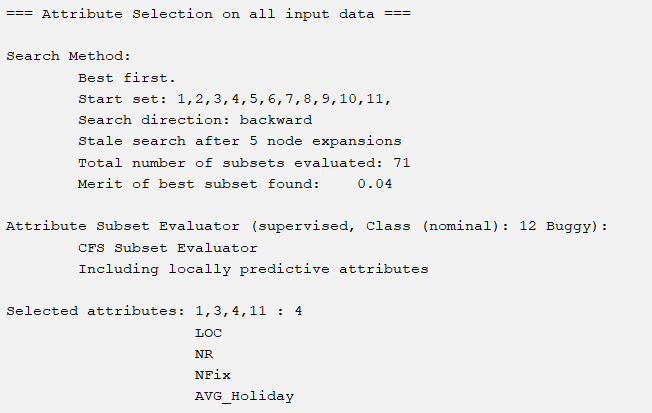 === Attribute Selection on all input data ===
Search Method:
Best first.
Start set: 1,2,3,4,5,6,7,8,9,10,11,
Search direction: backward
Stale search after 5 node expansions
Total number of subsets evaluated: 71
Merit of best subset found:    0.04
Attribute Subset Evaluator (supervised, Class (nominal): 12 Buggy):
CFS Subset Evaluator
Including locally predictive attributes
Selected attributes: 1,3,4,11 : 4
LOC
NR
NFix
AVG_Holiday